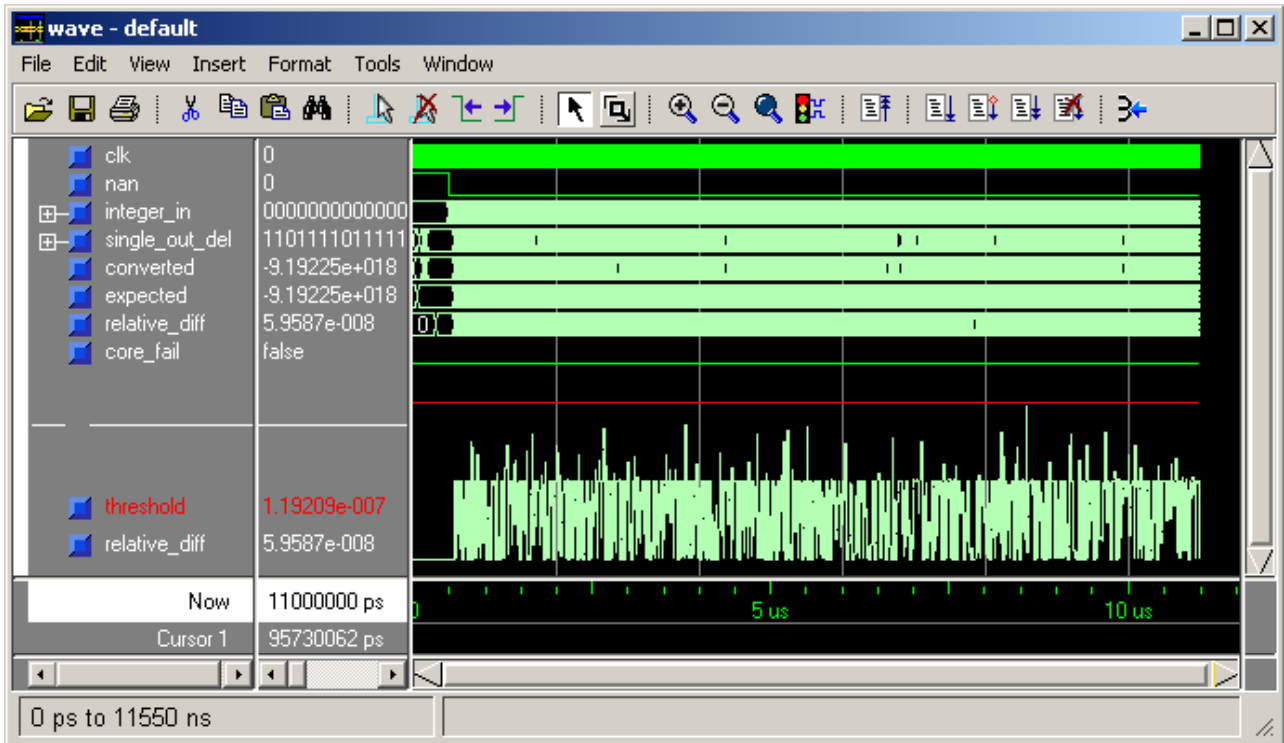 wave - default
File Edit View Insert Format Tools Window
clk 0
nan 0
integer_in 0000000000000
single_out_del 1101111011111
converted -9.19225e+018
expected -9.19225e+018
relative_diff 5.9587e-008 0
core_fail false
threshold 1.19209e-007
relative_diff 5.9587e-008
Now 11000000 ps 0 5 us 10 us
Cursor 1 95730062 ps
0 ps to 11550 ns